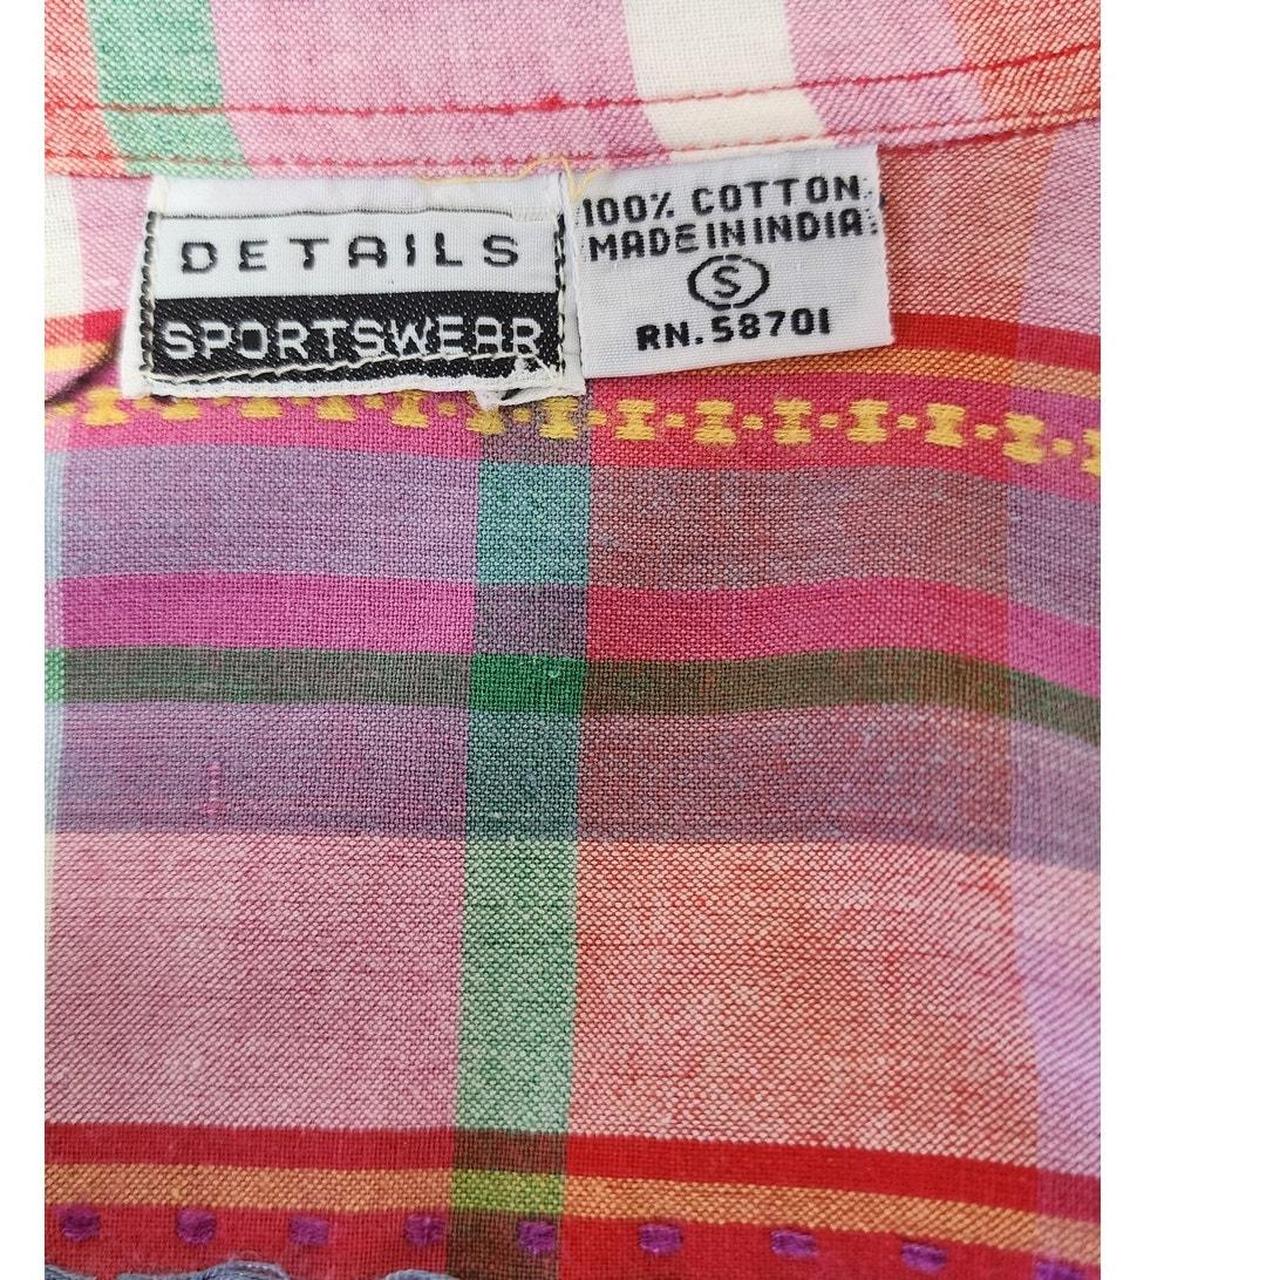 DETAILS
SPORTSWEAR
100% COTTON
MADE IN INDIA
S
RN. 58701